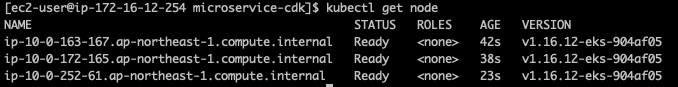 [ec2-user@ip-172-16-12-254 microservice-cdk]$ kubectl get node
NAME STATUS ROLES AGE VERSION
ip-10-0-163-167.ap-northeast-1.compute.internal Ready <none> 42s v1.16.12-eks-904af05
ip-10-0-172-165.ap-northeast-1.compute.internal Ready <none> 38s v1.16.12-eks-904af05
ip-10-0-252-61.ap-northeast-1.compute.internal Ready <none> 23s v1.16.12-eks-904af05